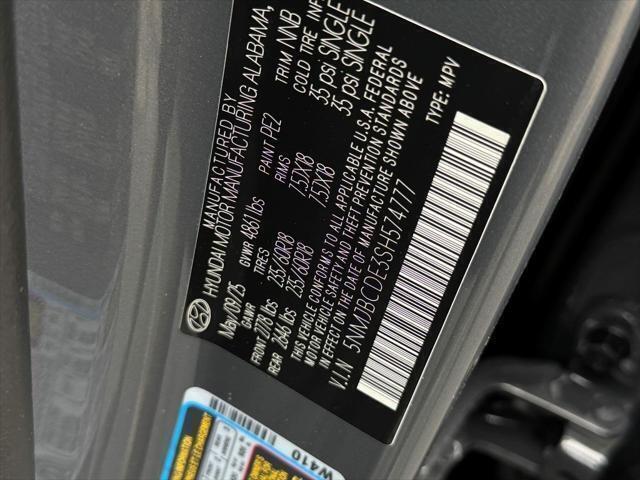 MANUFACTURED BY
HYUNDAI MOTOR MANUFACTURING ALABAMA,
May/09/25 GVWR 4861 lbs PAINT PE2 TRIM NNB
GAWR TIRES RIMS COLD TIRE INF
FRONT 2778 lbs 235/60R18 7.5JX18 35 psi SINGLE
REAR 2646 lbs 235/60R18 7.5JX18 35 psi SINGLE
THIS VEHICLE CONFORMS TO ALL APPLICABLE U.S.A. FEDERAL
MOTOR VEHICLE SAFETY AND THEFT PREVENTION STANDARDS
IN EFFECT ON THE DATE OF MANUFACTURE SHOWN ABOVE
V.I.N 5NMJBCDE3SH574777 TYPE: MPV
W410